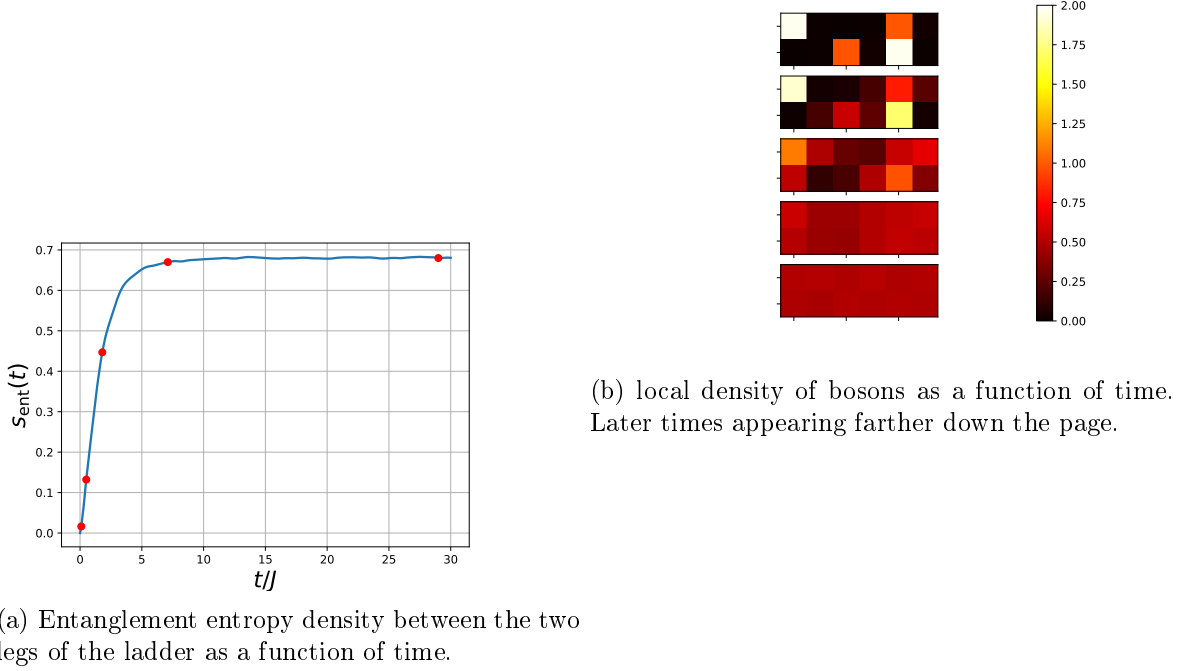 2.00
1.75
1.50
1.25
1.00
0.75
0.50
0.25
0.00
0.7
0.6
0.5
0.4
0.3
0.2
0.1
0.0
s_ent(t)
0 5 10 15 20 25 30
t/J
(a) Entanglement entropy density between the two
legs of the ladder as a function of time.
(b) local density of bosons as a function of time.
Later times appearing farther down the page.